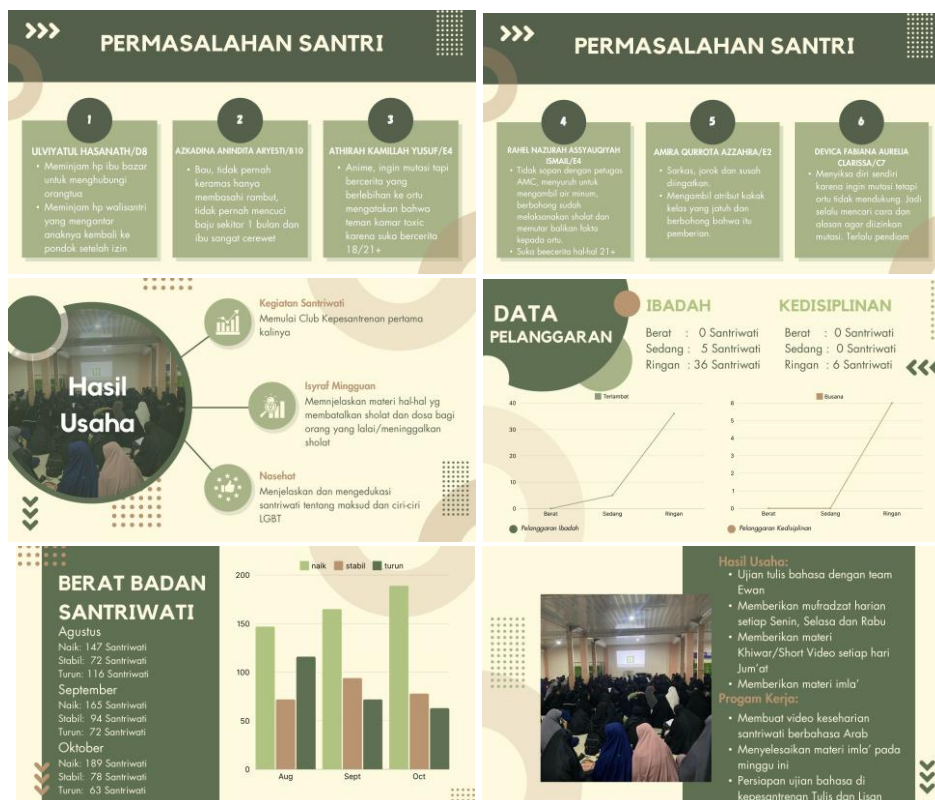 PERMASALAHAN SANTRI
1
ULVIYATUL HASANATH/D8
• Meminjam hp ibu bazar
untuk menghubungi
orangtua
• Meminjam hp walisantri
yang mengantar
anaknya kembali ke
pondok setelah izin
2
AZKADINA ANINDITA ARYESTI/B10
• Bau, tidak pernah
keramas hanya
membasahi rambut,
tidak pernah mencuci
baju sekitar 1 bulan dan
ibu sangat cerewet
3
ATHIRAH KAMILLAH YUSUF/E4
• Anime, ingin mutasi tapi
bercerita yang
berlebihan ke ortu
mengatakan bahwa
teman kamar toxic
karena suka bercerita
18/21+
PERMASALAHAN SANTRI
4
RAHEL NAZURAH ASSYAUQIYAH
ISMAIL/E4
• Tidak sopan dengan petugas
AMC, menyuruh untuk
mengambil air minum,
berbohong sudah
melaksanakan sholat dan
memutar balikan fakta
kepada ortu.
• Suka beecerita hal-hal 21+
5
AMIRA QURROTA AZZAHRA/E2
• Sarkas, jorok dan susah
diingatkan.
• Mengambil atribut kakak
kelas yang jatuh dan
berbohong bahwa itu
pemberian.
6
DEVICA FABIANA AURELIA
CLARISSA/C7
• Menyiksa diri sendiri
karena ingin mutasi tetapi
ortu tidak mendukung. Jadi
selalu mencari cara dan
alasan agar diizinkan
mutasi. Terlalu pendiam
Hasil
Usaha
Kegiatan Santriwati
Memulai Club Kepesantrenan pertama
kalinya
Isyraf Mingguan
Memnjelaskan materi hal-hal yg
membatalkan sholat dan dosa bagi
orang yang lalai/meninggalkan
sholat
Nasehat
Menjelaskan dan mengedukasi
santriwati tentang maksud dan ciri-ciri
LGBT
DATA
PELANGGARAN
IBADAH
Berat : 0 Santriwati
Sedang : 5 Santriwati
Ringan : 36 Santriwati
KEDISIPLINAN
Berat : 0 Santriwati
Sedang : 0 Santriwati
Ringan : 6 Santriwati
Terlambat
40
30
20
10
0
Berat Sedang Ringan
Pelanggaran Ibadah
Busana
6
5
4
3
2
1
0
Berat Sedang Ringan
Pelanggaran Kedisiplinan
BERAT BADAN
SANTRIWATI
Agustus
Naik: 147 Santriwati
Stabil: 72 Santriwati
Turun: 116 Santriwati
September
Naik: 165 Santriwati
Stabil: 94 Santriwati
Turun: 72 Santriwati
Oktober
Naik: 189 Santriwati
Stabil: 78 Santriwati
Turun: 63 Santriwati
naik stabil turun
200
150
100
50
0
Aug Sept Oct
Hasil Usaha:
• Ujian tulis bahasa dengan team
Ewan
• Memberikan mufradzat harian
setiap Senin, Selasa dan Rabu
• Memberikan materi
Khiwar/Short Video setiap hari
Jum'at
• Memberikan materi imla'
Progam Kerja:
• Membuat video keseharian
santriwati berbahasa Arab
• Menyelesaikan materi imla' pada
minggu ini
• Persiapan ujian bahasa di
kepesantrenan Tulis dan Lisan